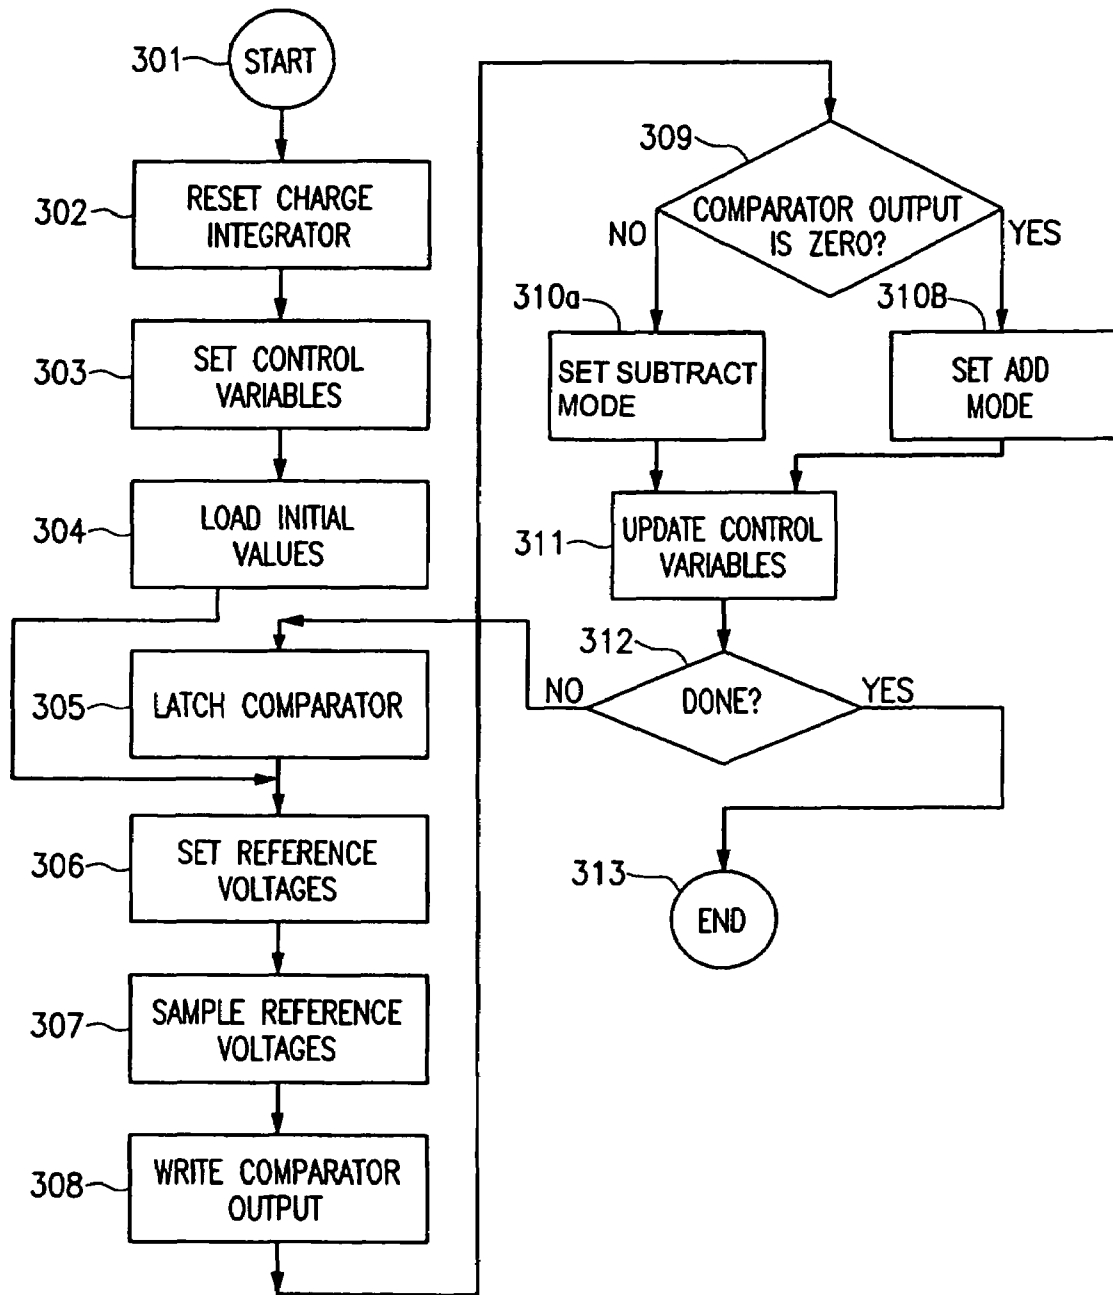 301
START
302
RESET CHARGE
INTEGRATOR
303
SET CONTROL
VARIABLES
304
LOAD INITIAL
VALUES
305
LATCH COMPARATOR
306
SET REFERENCE
VOLTAGES
307
SAMPLE REFERENCE
VOLTAGES
308
WRITE COMPARATOR
OUTPUT
309
COMPARATOR OUTPUT
IS ZERO?
NO
YES
310a
SET SUBTRACT
MODE
310B
SET ADD
MODE
311
UPDATE CONTROL
VARIABLES
312
DONE?
NO
YES
313
END